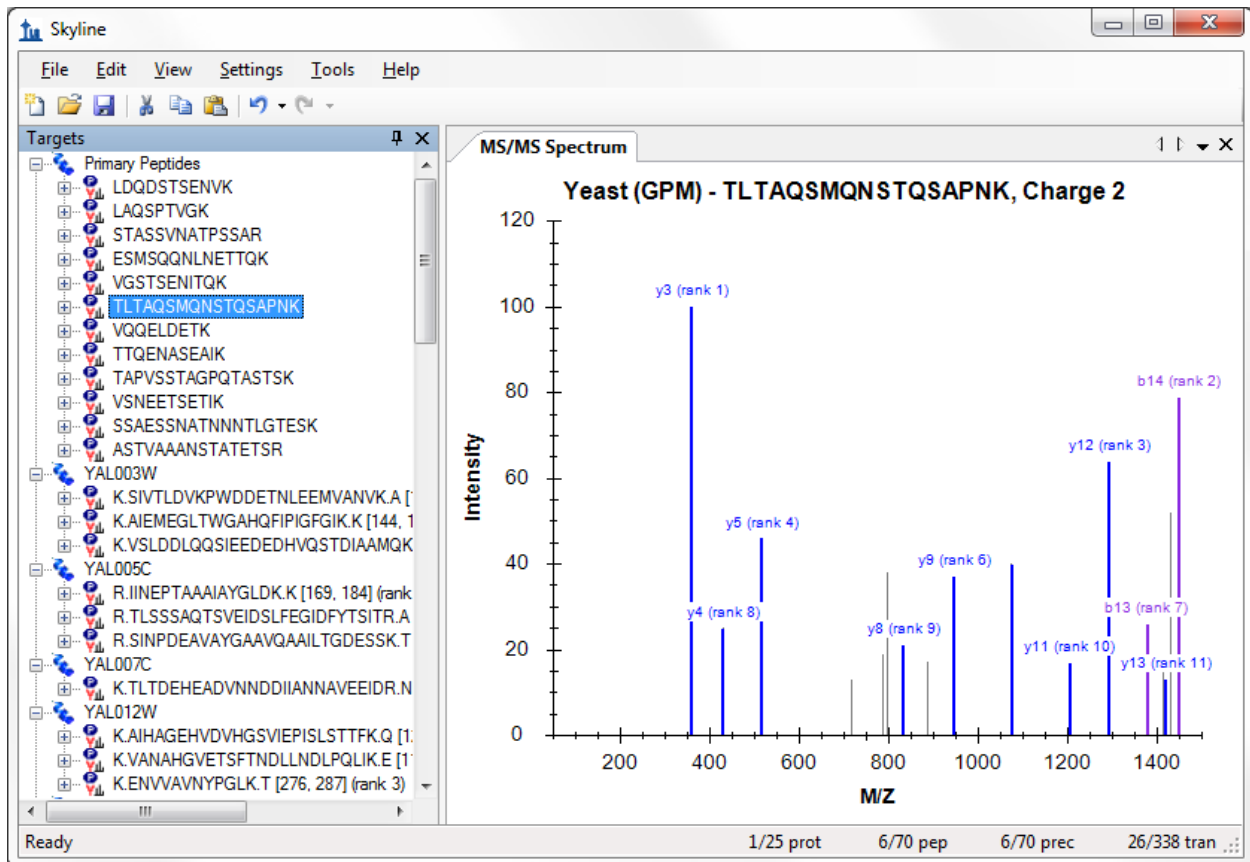 Skyline
File Edit View Settings Tools Help
Targets
Primary Peptides
LDQDSTSENVK
LAQSPTVGK
STASSVNATPSSAR
ESMSQQNLNETTQK
VGSTSENITQK
TLTAQSMQNSTQSAPNK
VQQELDETK
TTQENASEAIK
TAPVSSTAGPQTASTSK
VSNEETSETIK
SSAESSNATNNNTLGTESK
ASTVAAANSTATETSR
YAL003W
K.SIVTLDVKPWDDETNLEEMVANVK.A [
K.AIEMEGLTWGAHQFIPIGFGIK.K [144, 1
K.VSLDDLQQSIEEDEDHVQSTDIAAMQK
YAL005C
R.IINEPTAAAIAYGLDK.K [169, 184] (rank
R.TLSSSAQTSVEIDSLFEGIDFYTSITR.A
R.SINPDEAVAYGAAVQAAILTGDESSK.T
YAL007C
K.TLTDEHEADVNNDDIIANNAVEEIDR.N
YAL012W
K.AIHAGEHVDVHGSVIEPISLSTTFK.Q [1
K.VANAHGVETSFTNDLLNDLPQLIK.E [1
K.ENVVAVNYPGLK.T [276, 287] (rank 3)
MS/MS Spectrum
Yeast (GPM) - TLTAQSMQNSTQSAPNK, Charge 2
120
100
80
60
40
20
0
Intensity
y3 (rank 1)
b14 (rank 2)
y12 (rank 3)
y5 (rank 4)
y9 (rank 6)
y4 (rank 8)
b13 (rank 7)
y8 (rank 9)
y11 (rank 10)
y13 (rank 11)
200 400 600 800 1000 1200 1400
M/Z
Ready 1/25 prot 6/70 pep 6/70 prec 26/338 tran